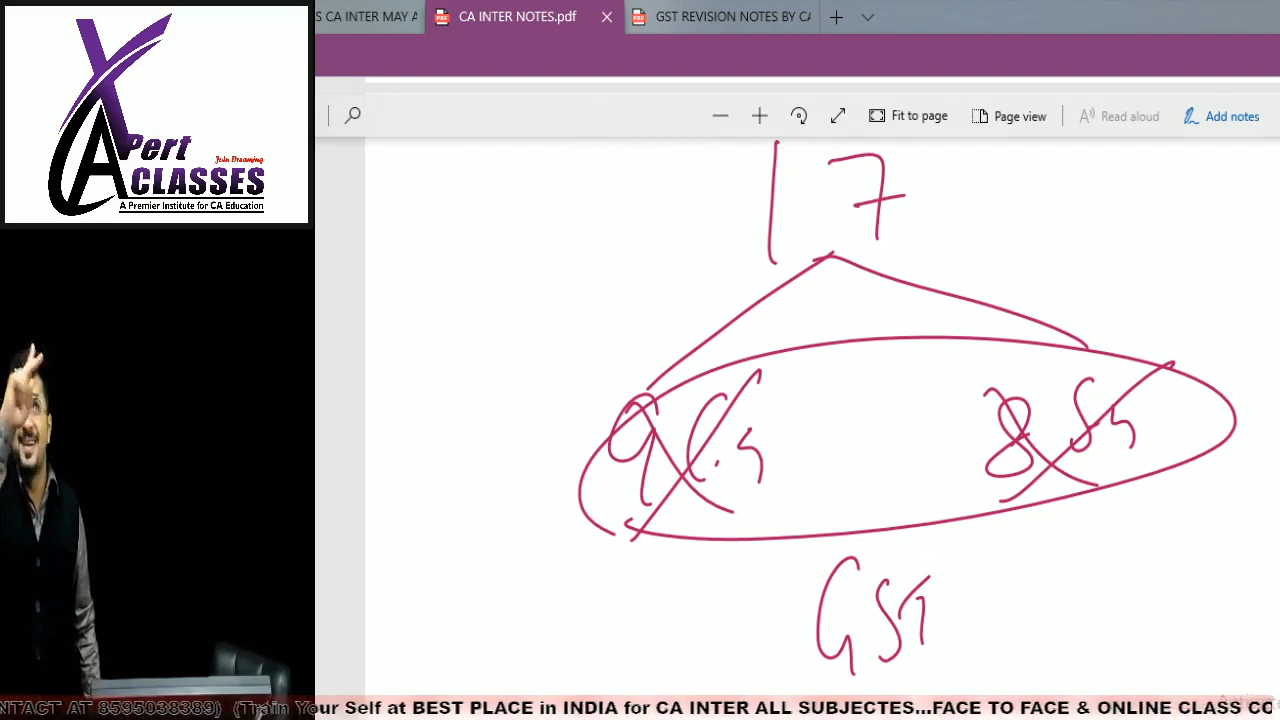 S CA INTER MAY A
CA INTER NOTES.pdf
GST REVISION NOTES BY CA
Fit to page
Page view
Read aloud
Add notes
XPert
Join Dreaming
CA CLASSES
A Premier Institute for CA Education
17
9 C.G
8 SG
GST
NTACT AT 8595038389) (Train Your Self at BEST PLACE in INDIA for CA INTER ALL SUBJECTES...FACE TO FACE & ONLINE CLASS CO